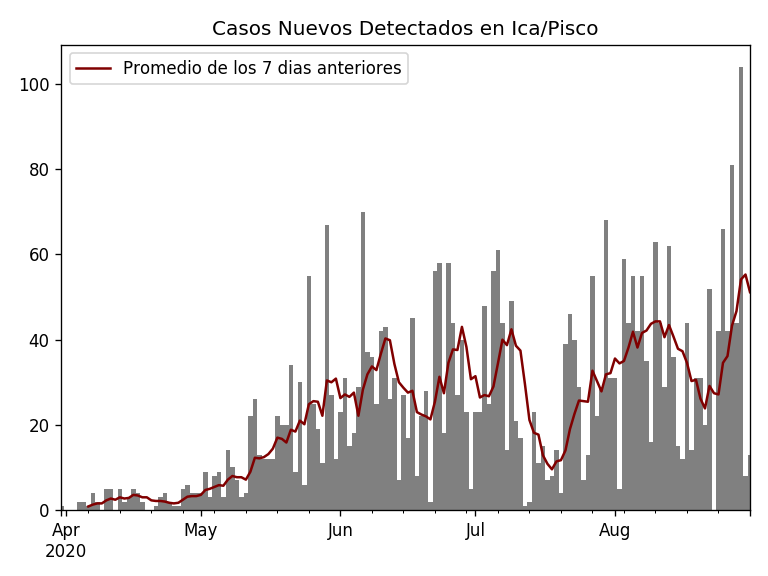 Casos Nuevos Detectados en Ica/Pisco
Promedio de los 7 dias anteriores
100
80
60
40
20
0
Apr May Jun Jul Aug
2020